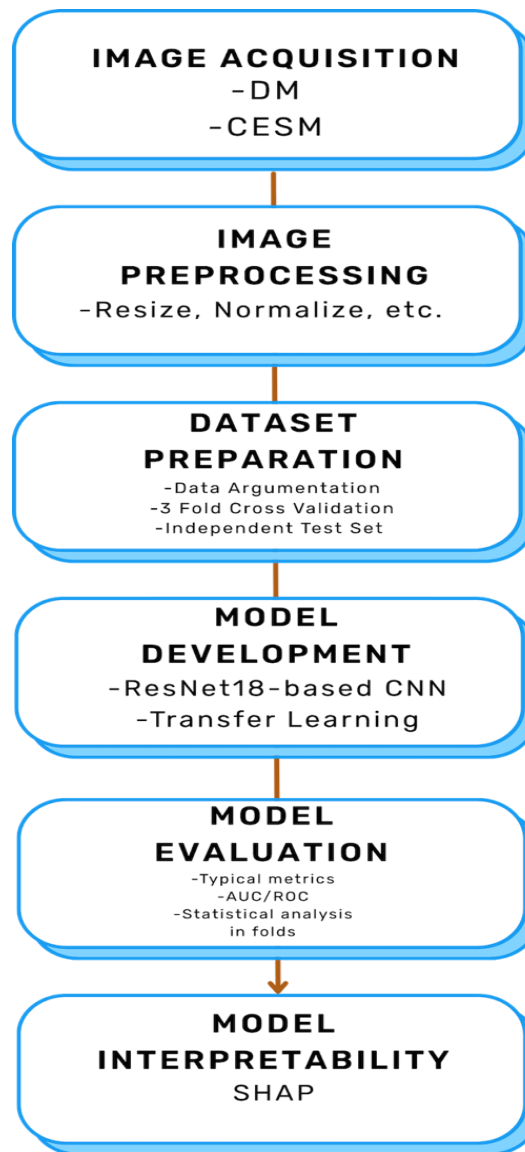 IMAGE ACQUISITION
-DM
-CESM
IMAGE
PREPROCESSING
-Resize, Normalize, etc.
DATASET
PREPARATION
-Data Argumentation
-3 Fold Cross Validation
-Independent Test Set
MODEL
DEVELOPMENT
-ResNet18-based CNN
-Transfer Learning
MODEL
EVALUATION
-Typical metrics
-AUC/ROC
-Statistical analysis
in folds
MODEL
INTERPRETABILITY
SHAP